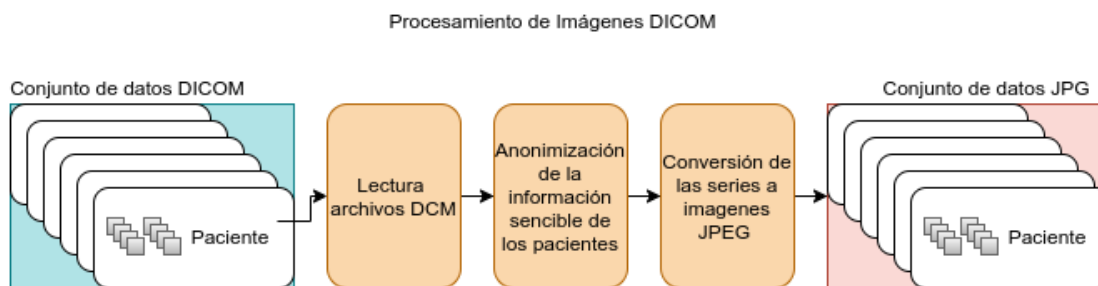 Procesamiento de Imágenes DICOM
Conjunto de datos DICOM
Conjunto de datos JPG
Paciente
Lectura
archivos DCM
Anonimización
de la
información
sencible de
los pacientes
Conversión de
las series a
imagenes
JPEG
Paciente